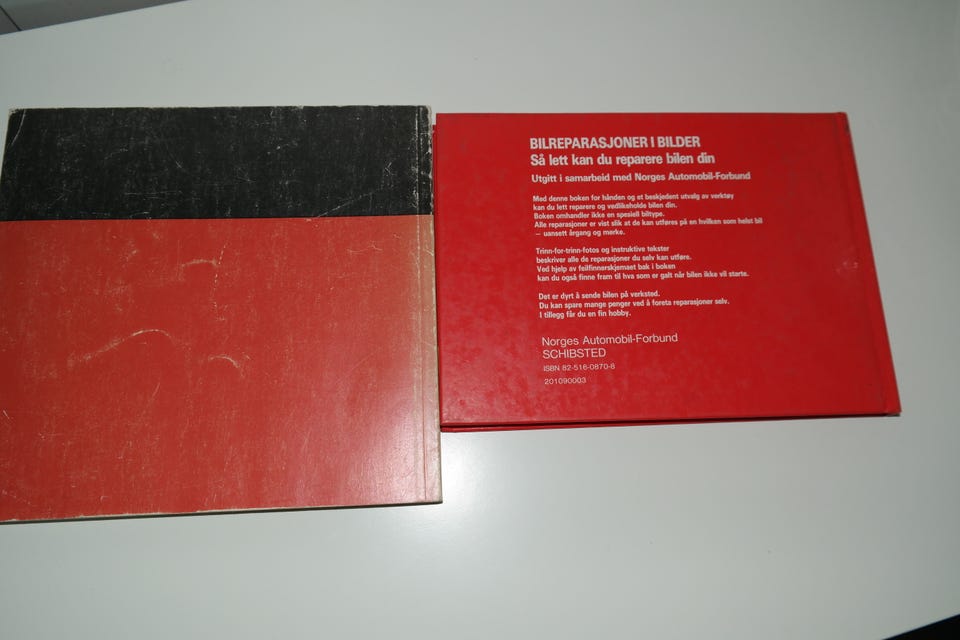 BILREPARASJONER I BILDER
Så lett kan du reparere bilen din
Utgitt i samarbeid med Norges Automobil-Forbund
Med denne boken for hånden og et beskjedent utvalg av verktøy
kan du lett reparere og vedlikeholde bilen din.
Boken omhandler ikke en spesiell biltype.
Alle reparasjoner er vist slik at de kan utføres på en hvilken som helst bil
— uansett årgang og merke.
Trinn-for-trinn-fotos og instruktive tekster
beskriver alle de reparasjoner du selv kan utføre.
Ved hjelp av feilfinnerskjemaet bak i boken
kan du også finne fram til hva som er galt når bilen ikke vil starte.
Det er dyrt å sende bilen på verksted.
Du kan spare mange penger ved å foreta reparasjoner selv.
I tillegg får du en fin hobby.
Norges Automobil-Forbund
SCHIBSTED
ISBN 82-516-0870-8
201090003